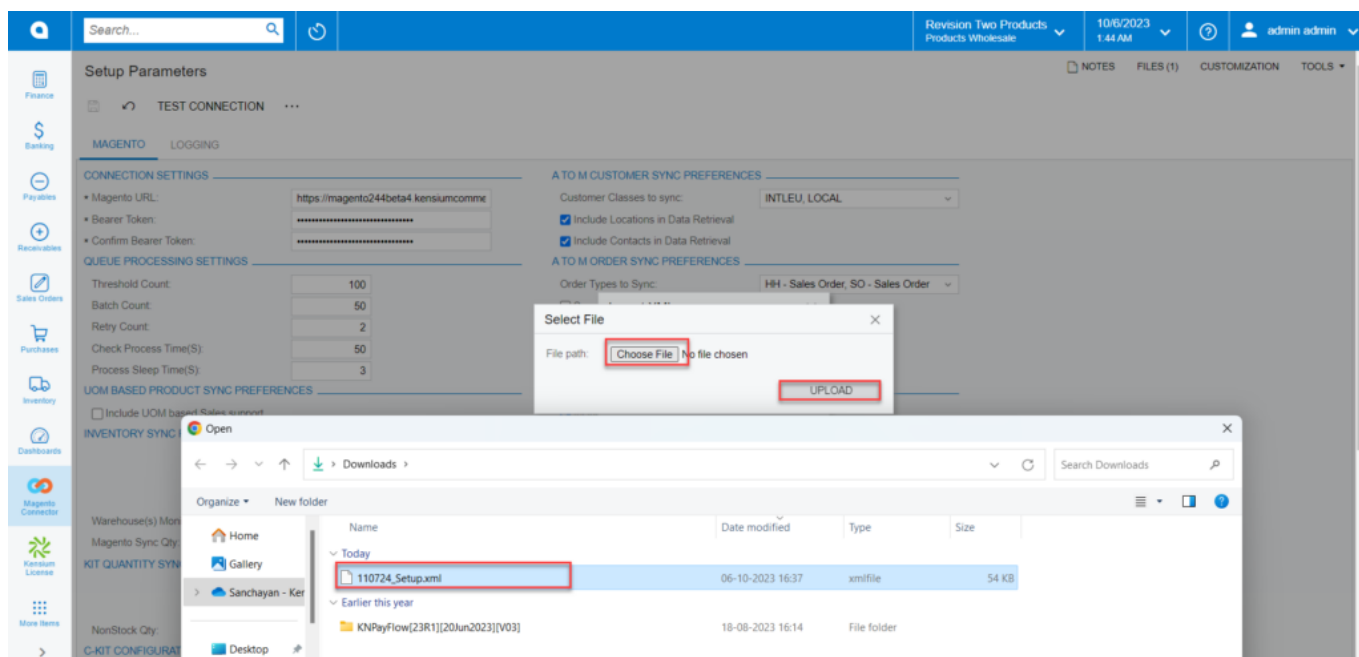 Search...
Revision Two Products
Products Wholesale
10/6/2023
1:44 AM
admin admin
Finance
Banking
Payables
Receivables
Sales Orders
Purchases
Inventory
Dashboards
Magento
Connector
Kensium
License
More Items
Setup Parameters
NOTES FILES (1) CUSTOMIZATION TOOLS
TEST CONNECTION ...
MAGENTO LOGGING
CONNECTION SETTINGS
Magento URL: https://magento244beta4.kensiumcomme
Bearer Token:
Confirm Bearer Token:
QUEUE PROCESSING SETTINGS
Threshold Count: 100
Batch Count: 50
Retry Count: 2
Check Process Time(S): 50
Process Sleep Time(S): 3
UOM BASED PRODUCT SYNC PREFERENCES
Include UOM based Sales support
INVENTORY SYNC
Warehouse(s) Mon
Magento Sync Qty.
KIT QUANTITY SYN
NonStock Qty:
C-KIT CONFIGURAT
A TO M CUSTOMER SYNC PREFERENCES
Customer Classes to sync: INTLEU, LOCAL
Include Locations in Data Retrieval
Include Contacts in Data Retrieval
A TO M ORDER SYNC PREFERENCES
Order Types to Sync: HH - Sales Order, SO - Sales Order
Select File
File path: Choose File No file chosen
UPLOAD
Open
Downloads
Search Downloads
Organize New folder
Home
Gallery
Sanchayan - Ker
Desktop
Name Date modified Type Size
Today
110724_Setup.xml 06-10-2023 16:37 xmlfile 54 KB
Earlier this year
KNPayFlow[23R1][20Jun2023][V03] 18-08-2023 16:14 File folder